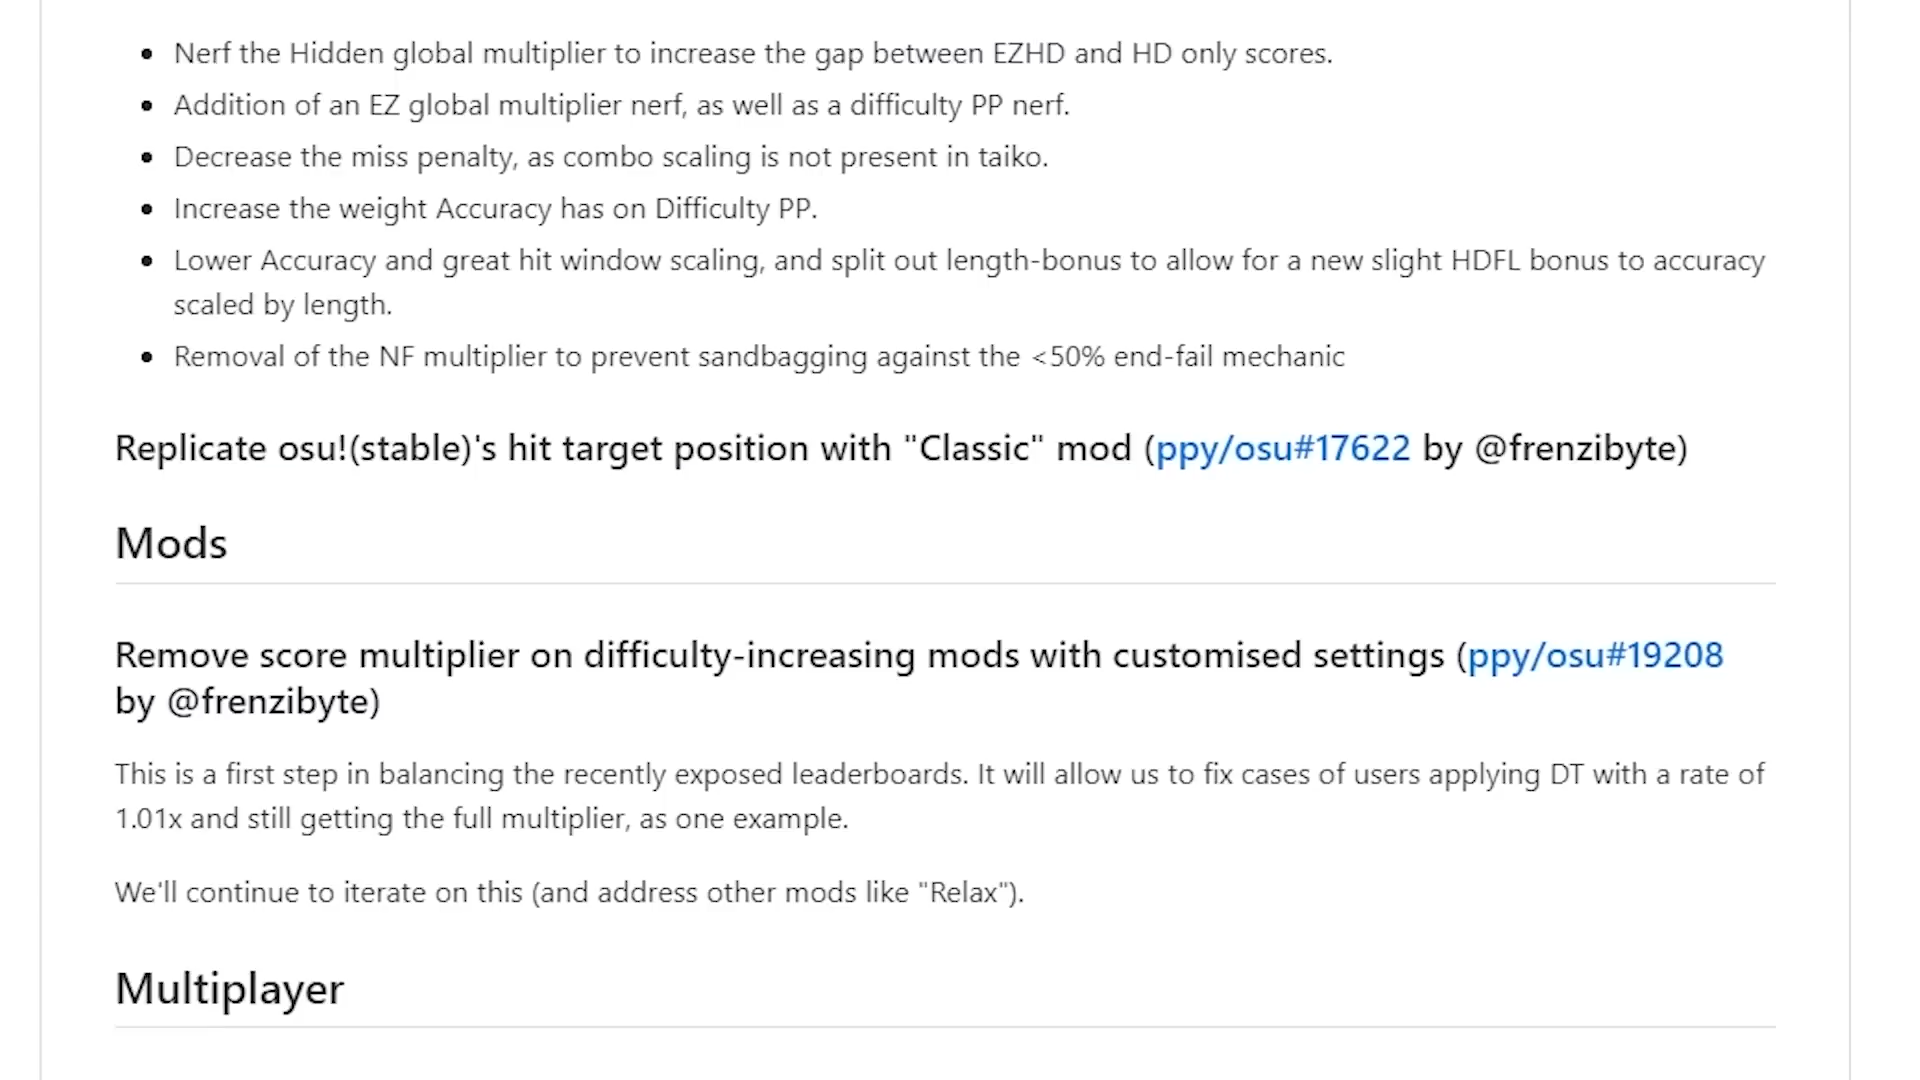 Nerf the Hidden global multiplier to increase the gap between EZHD and HD only scores.
Addition of an EZ global multiplier nerf, as well as a difficulty PP nerf.
Decrease the miss penalty, as combo scaling is not present in taiko.
Increase the weight Accuracy has on Difficulty PP.
Lower Accuracy and great hit window scaling, and split out length-bonus to allow for a new slight HDFL bonus to accuracy
scaled by length.
Removal of the NF multiplier to prevent sandbagging against the <50% end-fail mechanic
Replicate osu!(stable)'s hit target position with "Classic" mod (ppy/osu#17622 by @frenzibyte)
Mods
Remove score multiplier on difficulty-increasing mods with customised settings (ppy/osu#19208
by @frenzibyte)
This is a first step in balancing the recently exposed leaderboards. It will allow us to fix cases of users applying DT with a rate of
1.01x and still getting the full multiplier, as one example.
We'll continue to iterate on this (and address other mods like "Relax").
Multiplayer